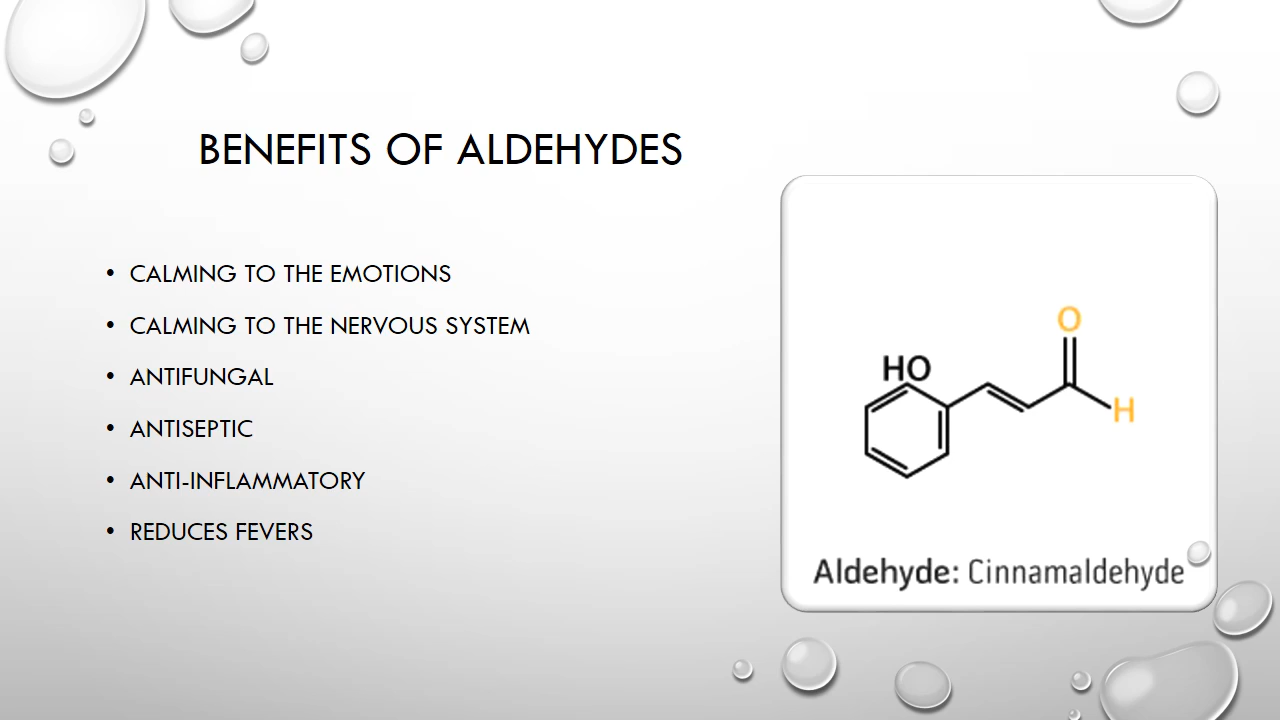 BENEFITS OF ALDEHYDES
• CALMING TO THE EMOTIONS
• CALMING TO THE NERVOUS SYSTEM
• ANTIFUNGAL
• ANTISEPTIC
• ANTI-INFLAMMATORY
• REDUCES FEVERS
O
HO
H
Aldehyde: Cinnamaldehyde